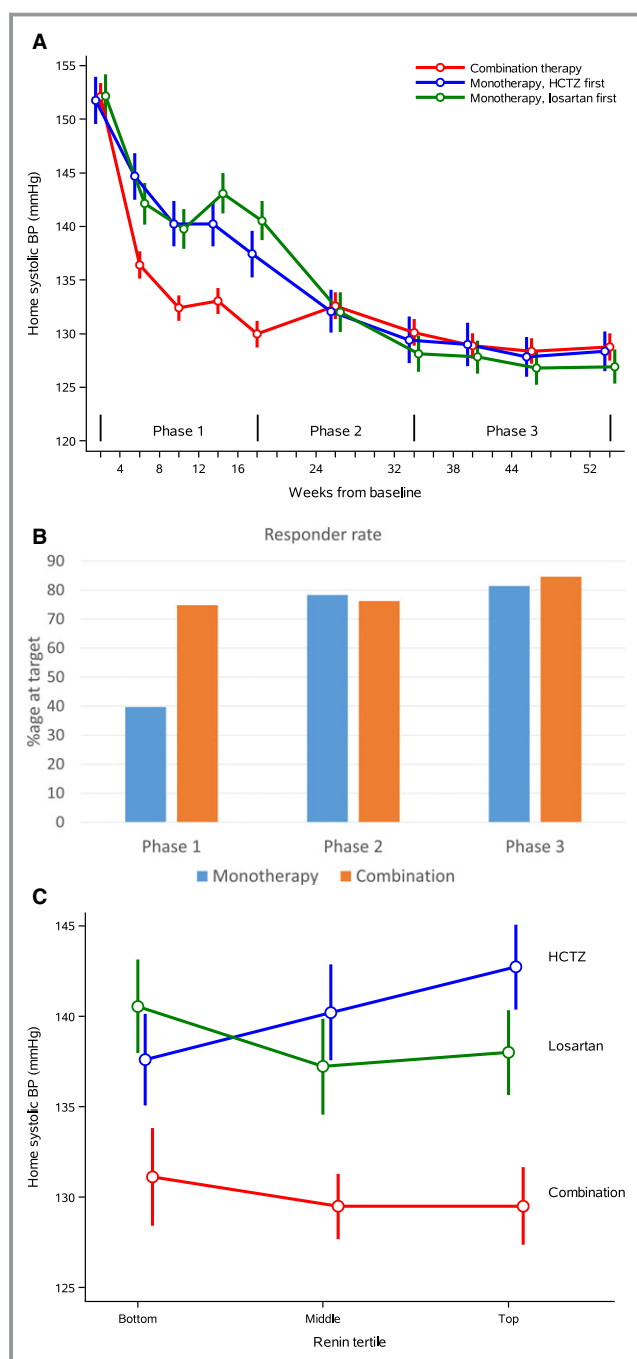 A
155
150
145
140
135
130
125
120
Home systolic BP (mmHg)
Combination therapy
Monotherapy, HCTZ first
Monotherapy, losartan first
Phase 1 Phase 2 Phase 3
4 8 12 16 24 32 38 44 52
Weeks from baseline
B
Responder rate
90
80
70
60
50
40
30
20
10
0
%age at target
Phase 1 Phase 2 Phase 3
Monotherapy Combination
C
145
140
135
130
125
Home systolic BP (mmHg)
HCTZ
Losartan
Combination
Bottom Middle Top
Renin tertile